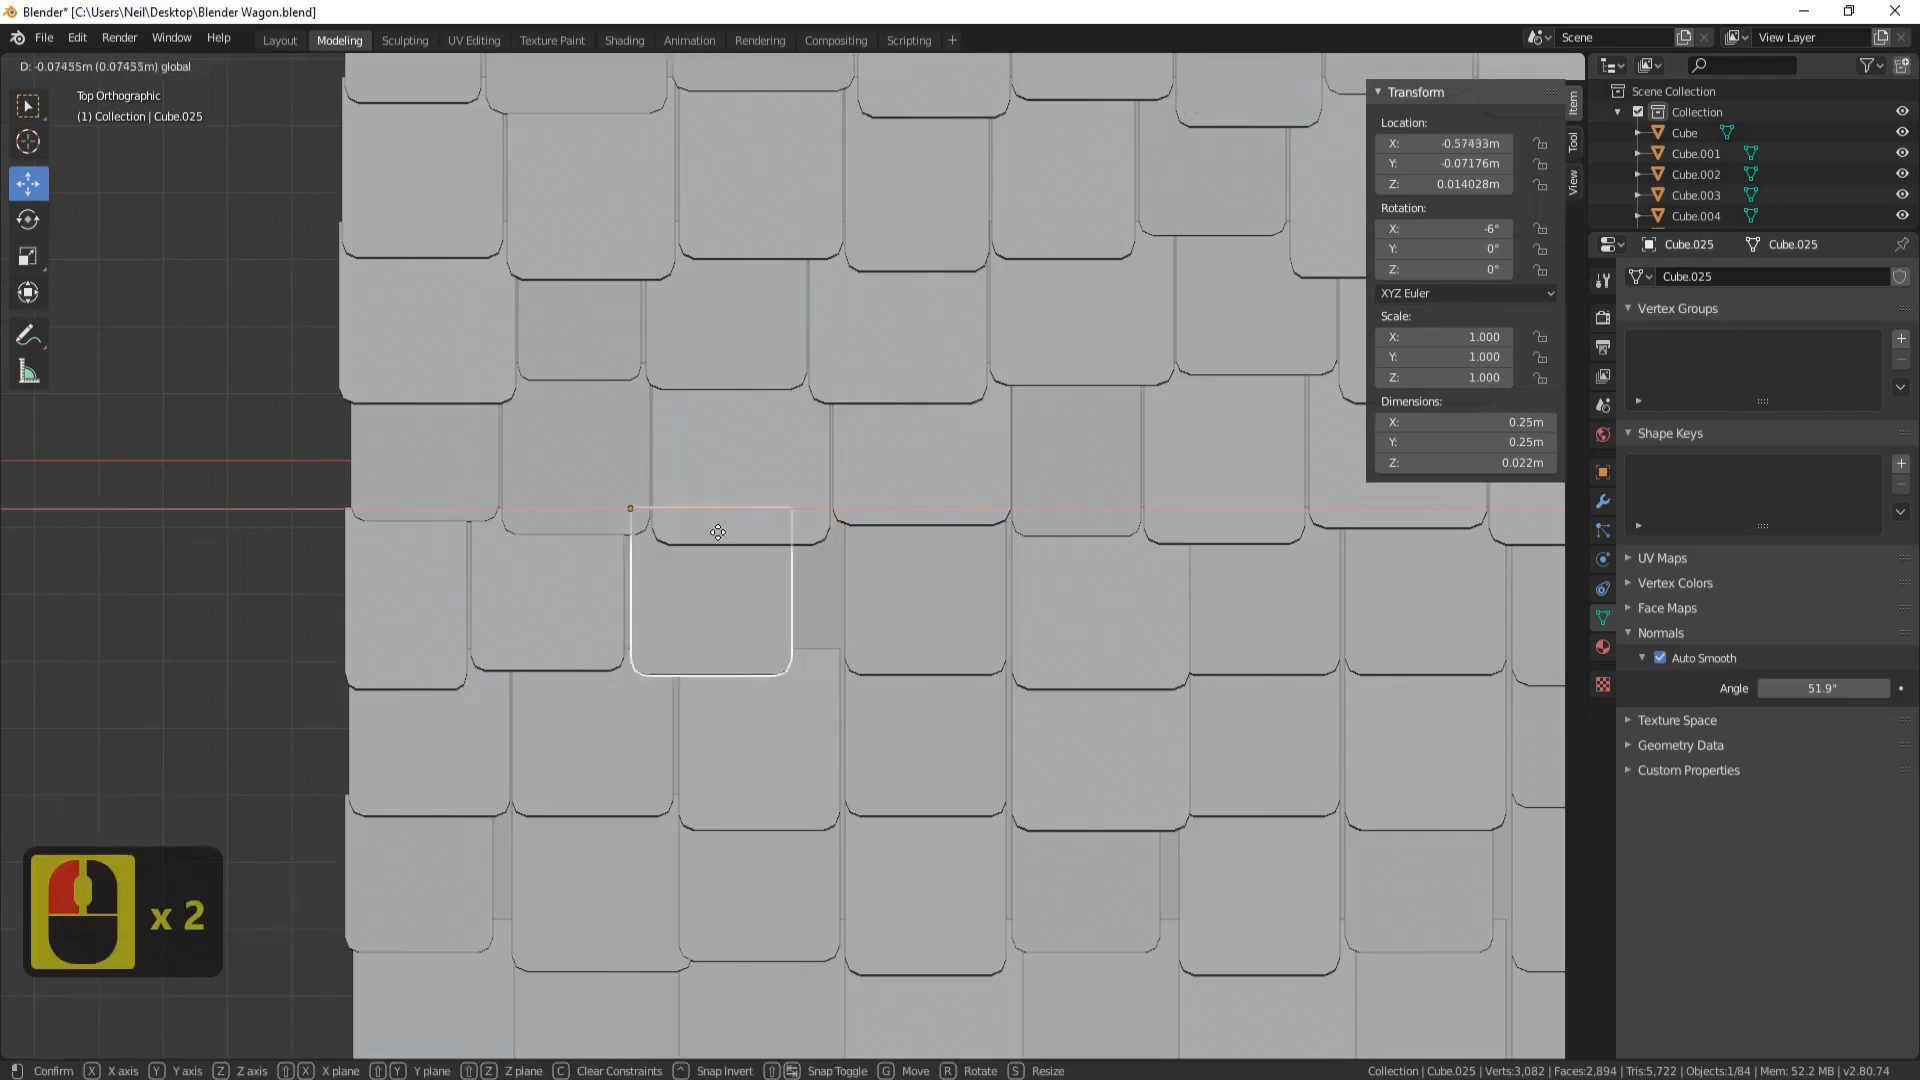 Blender* [C:\Users\Neil\Desktop\Blender Wagon.blend]
File Edit Render Window Help
Layout Modeling Sculpting UV Editing Texture Paint Shading Animation Rendering Compositing Scripting +
Scene
View Layer
D: -0.07455m (0.07455m) global
Top Orthographic
(1) Collection | Cube.025
Transform
Location:
X: -0.57433m
Y: -0.07176m
Z: 0.014028m
Rotation:
X: -6°
Y: 0°
Z: 0°
XYZ Euler
Scale:
X: 1.000
Y: 1.000
Z: 1.000
Dimensions:
X: 0.25m
Y: 0.25m
Z: 0.022m
Item
Tool
View
Scene Collection
Collection
Cube
Cube.001
Cube.002
Cube.003
Cube.004
Cube.025 Cube.025
Cube.025
Vertex Groups
Shape Keys
UV Maps
Vertex Colors
Face Maps
Normals
Auto Smooth
Angle 51.9°
Texture Space
Geometry Data
Custom Properties
x 2
Confirm X X axis Y Y axis Z Z axis X X plane Y Y plane Z Z plane C Clear Constraints ^ Snap Invert Snap Toggle G Move R Rotate S Resize
Collection | Cube.025 | Verts:3,082 | Faces:2,894 | Tris:5,722 | Objects:1/84 | Mem: 52.2 MB | v2.80.74